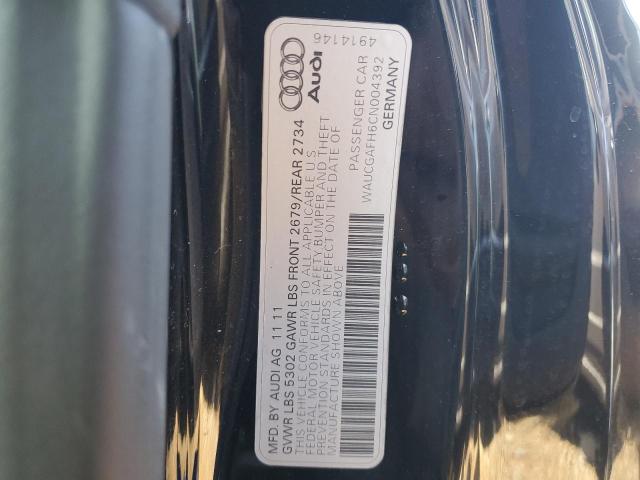 4914146
Audi
MFD. BY AUDI AG 11 11
GVWR LBS 5302 GAWR LBS FRONT 2679/REAR 2734
THIS VEHICLE CONFORMS TO ALL APPLICABLE U.S.
FEDERAL MOTOR VEHICLE SAFETY BUMPER AND THEFT
PREVENTION STANDARDS IN EFFECT ON THE DATE OF
MANUFACTURE SHOWN ABOVE
PASSENGER CAR
WAUCGAFH6CN004392
GERMANY